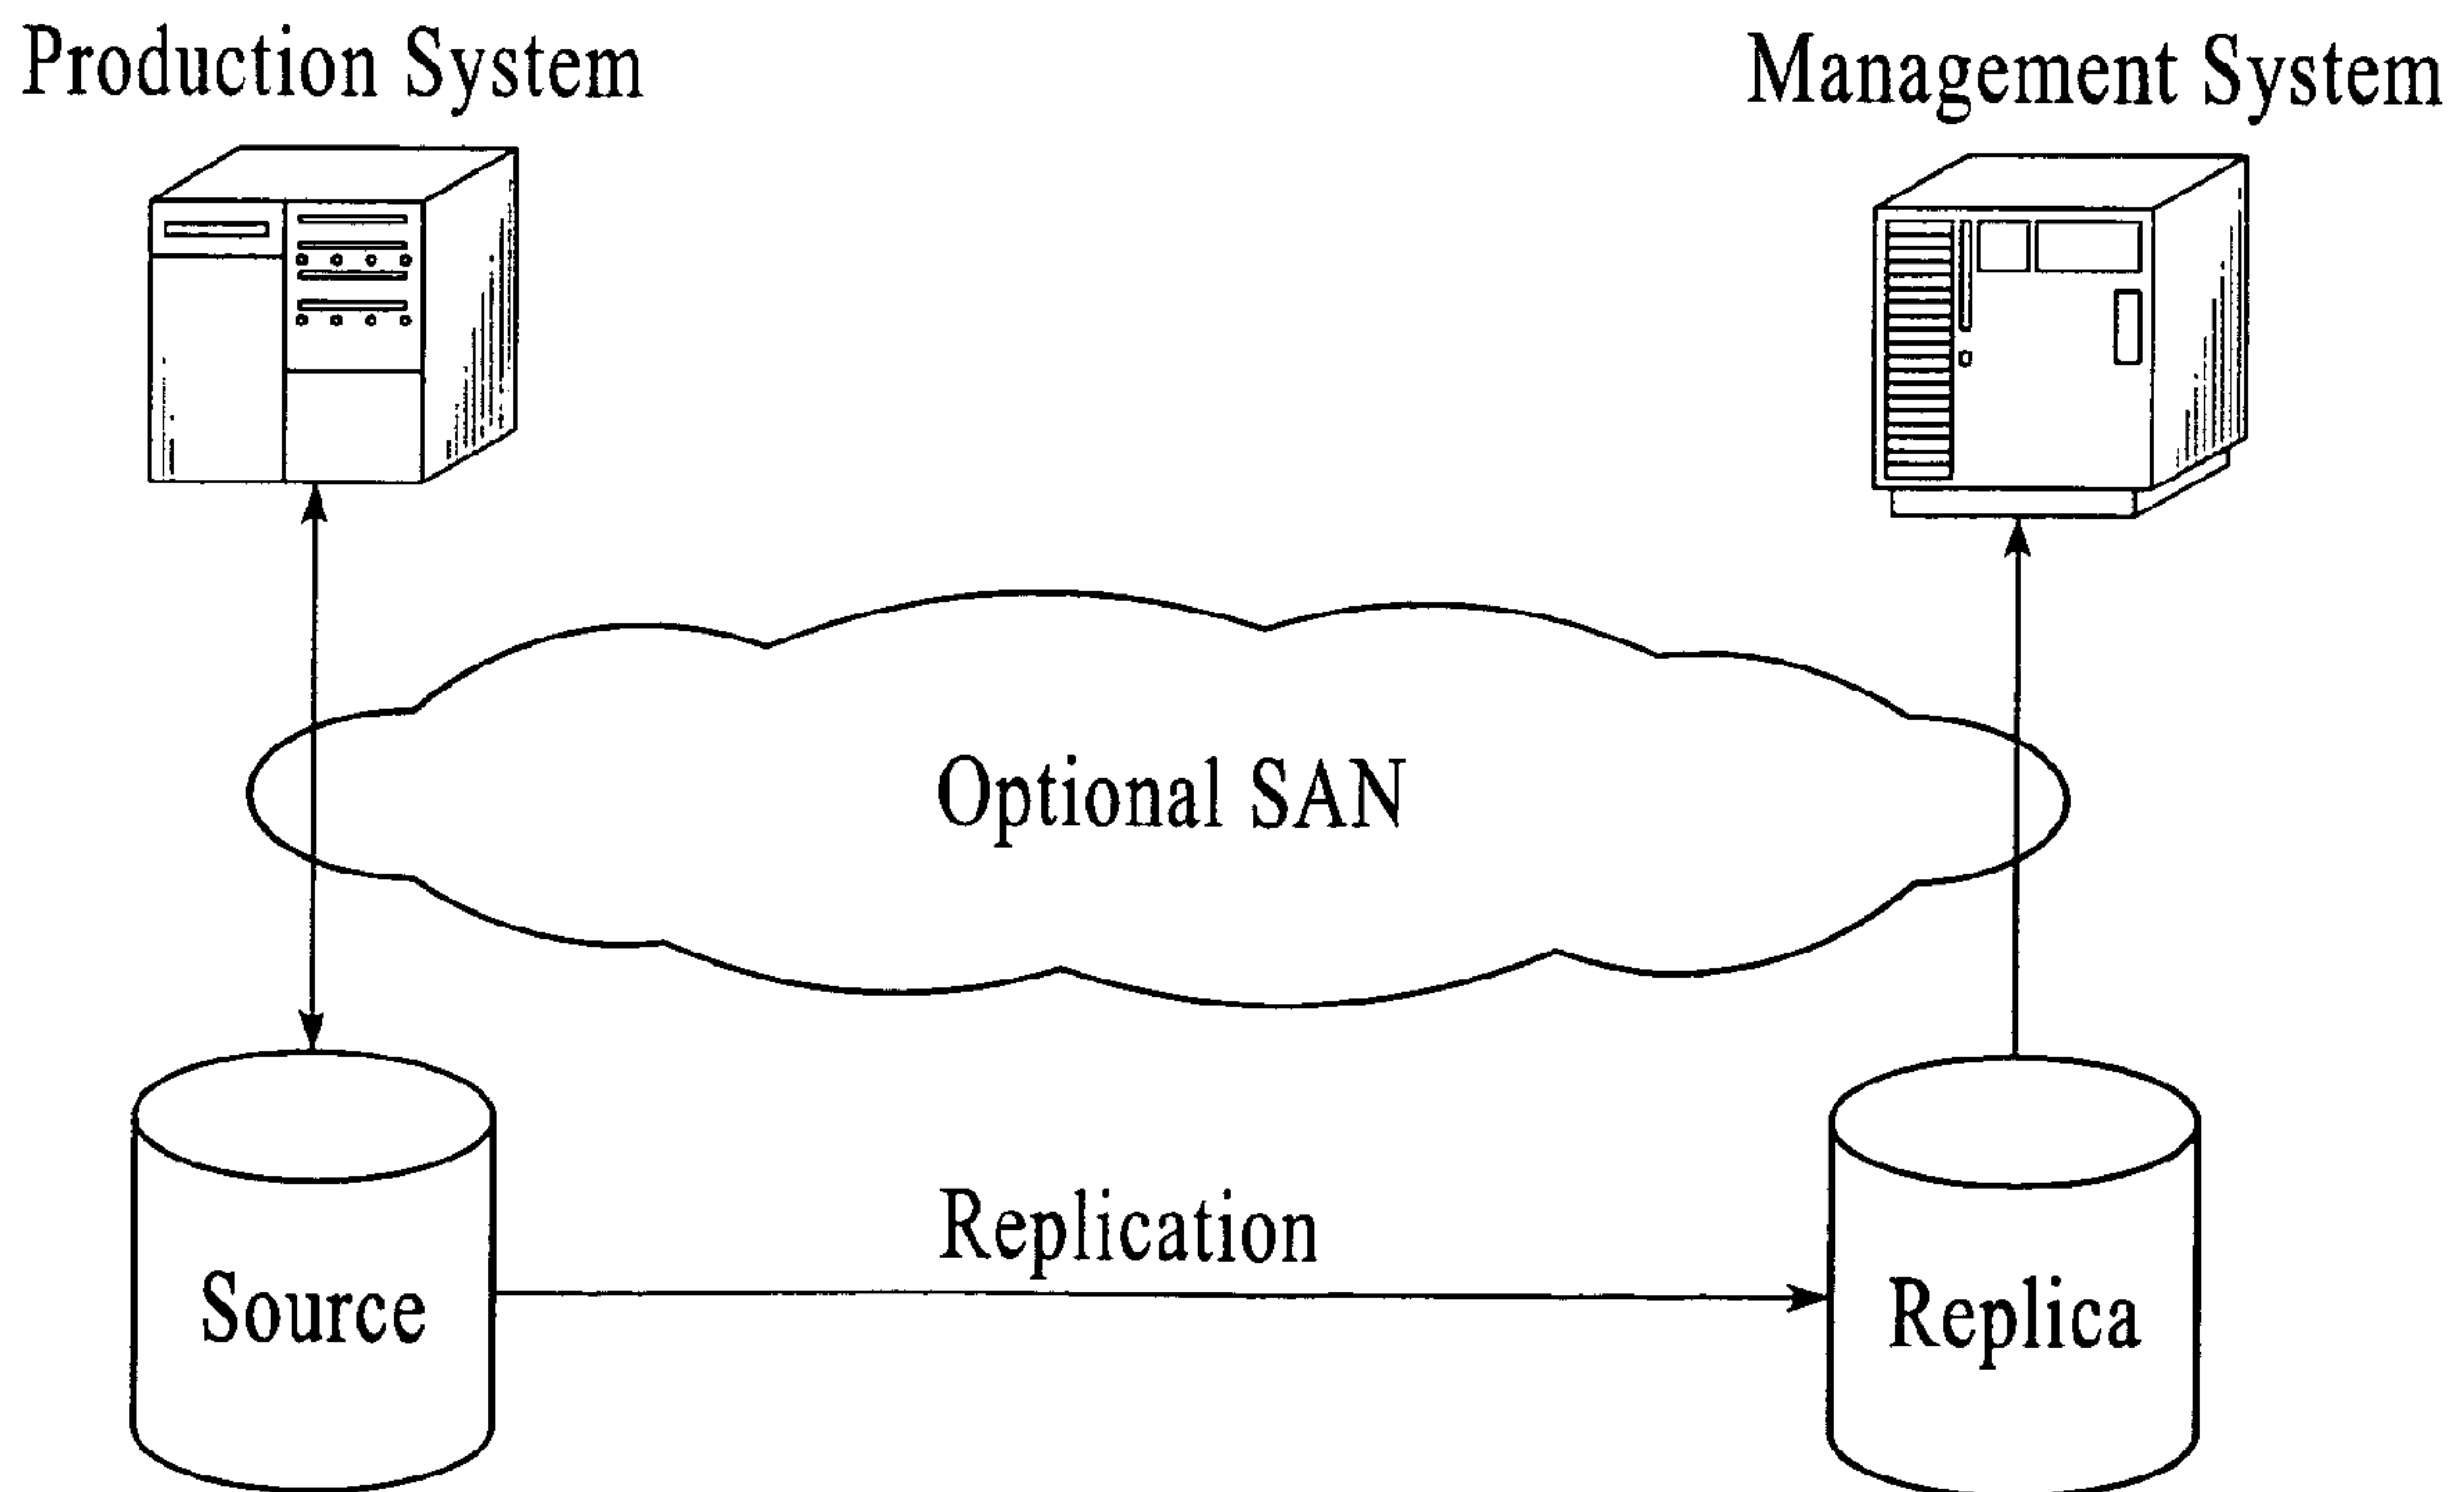 Production System
Management System
Optional SAN
Replication
Source
Replica